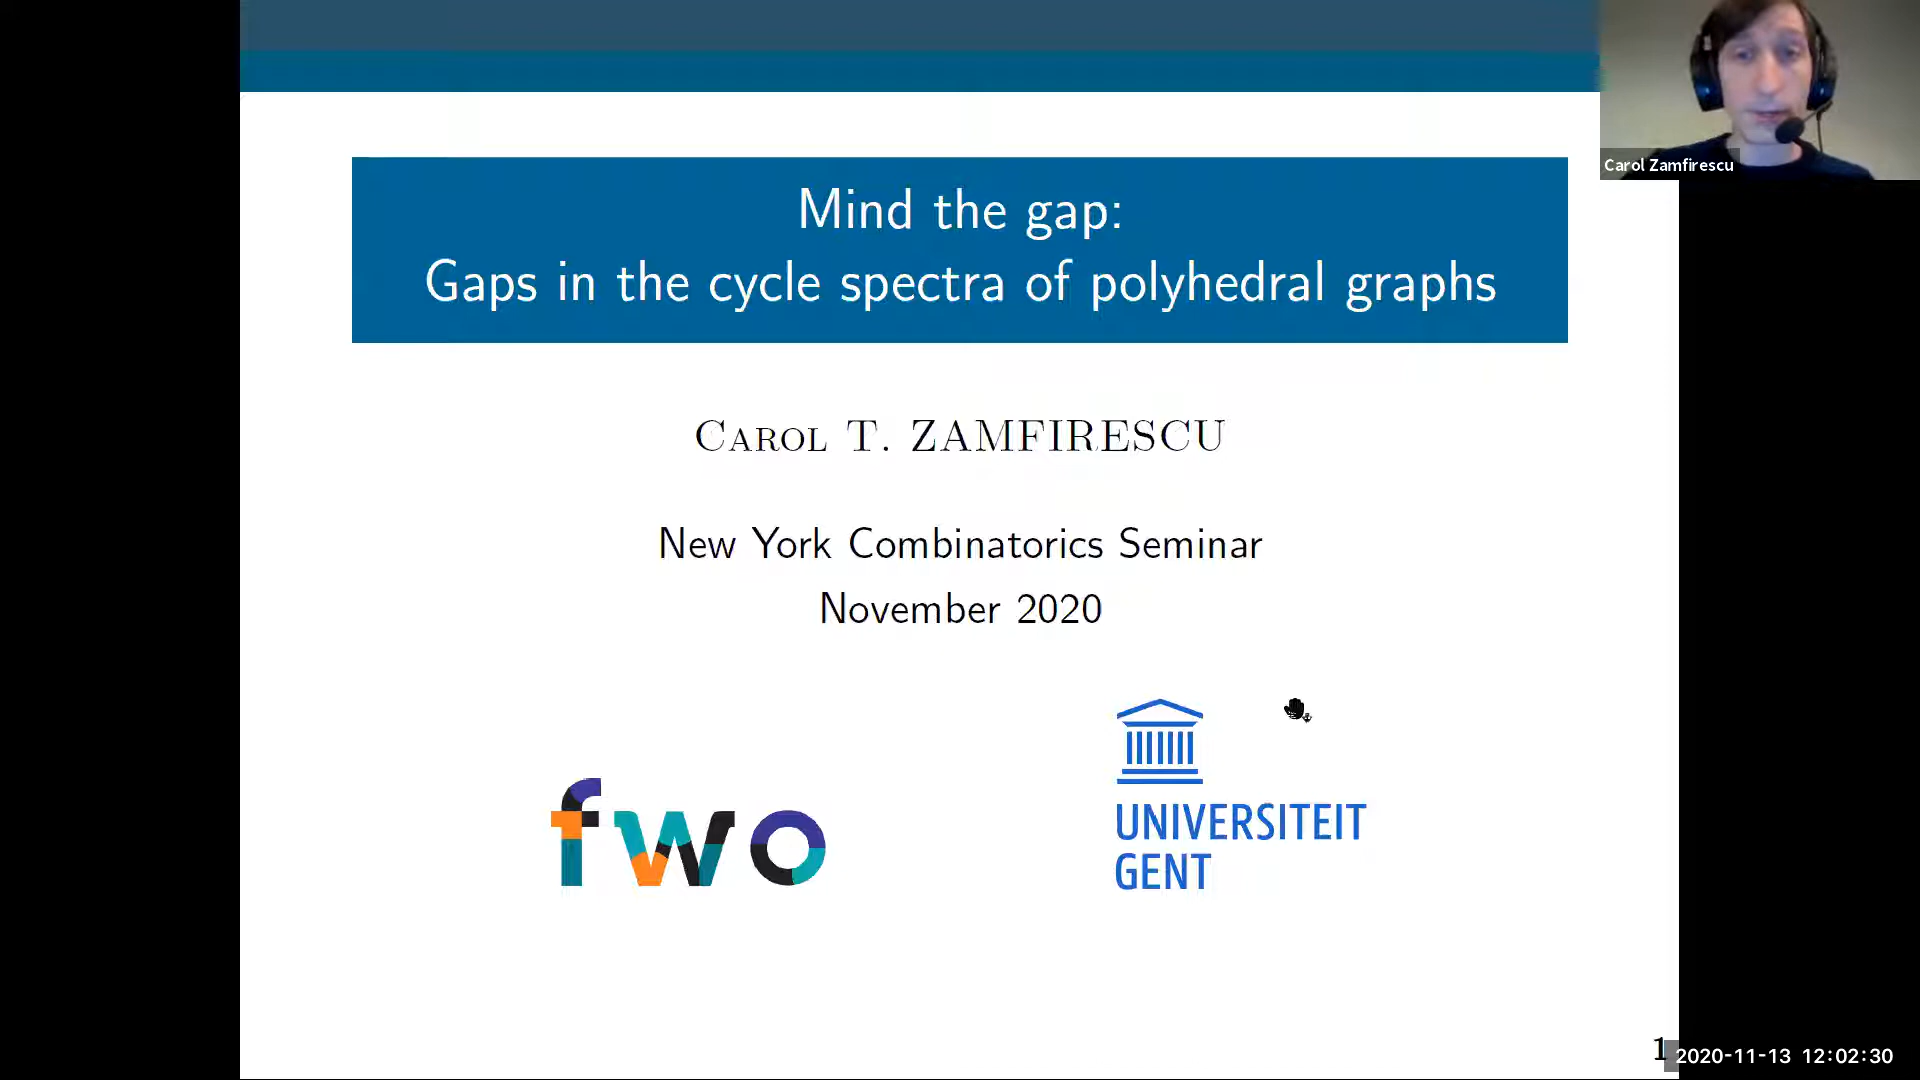 Carol Zamfirescu
Mind the gap:
Gaps in the cycle spectra of polyhedral graphs
Carol T. ZAMFIRESCU
New York Combinatorics Seminar
November 2020
fwo
UNIVERSITEIT
GENT
1
2020-11-13 12:02:30